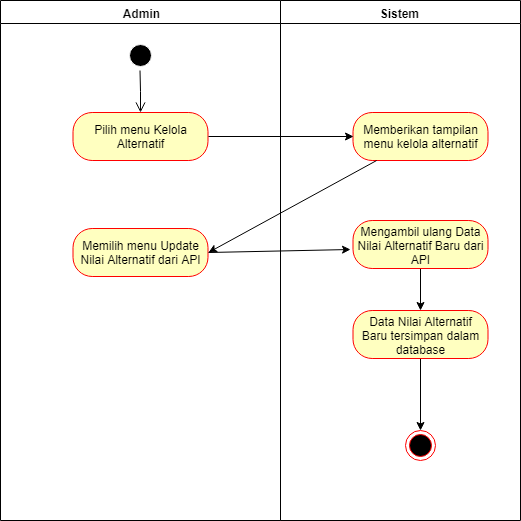 Admin
Sistem
Pilih menu Kelola
Alternatif
Memberikan tampilan
menu kelola alternatif
Memilih menu Update
Nilai Alternatif dari API
Mengambil ulang Data
Nilai Alternatif Baru dari
API
Data Nilai Alternatif
Baru tersimpan dalam
database